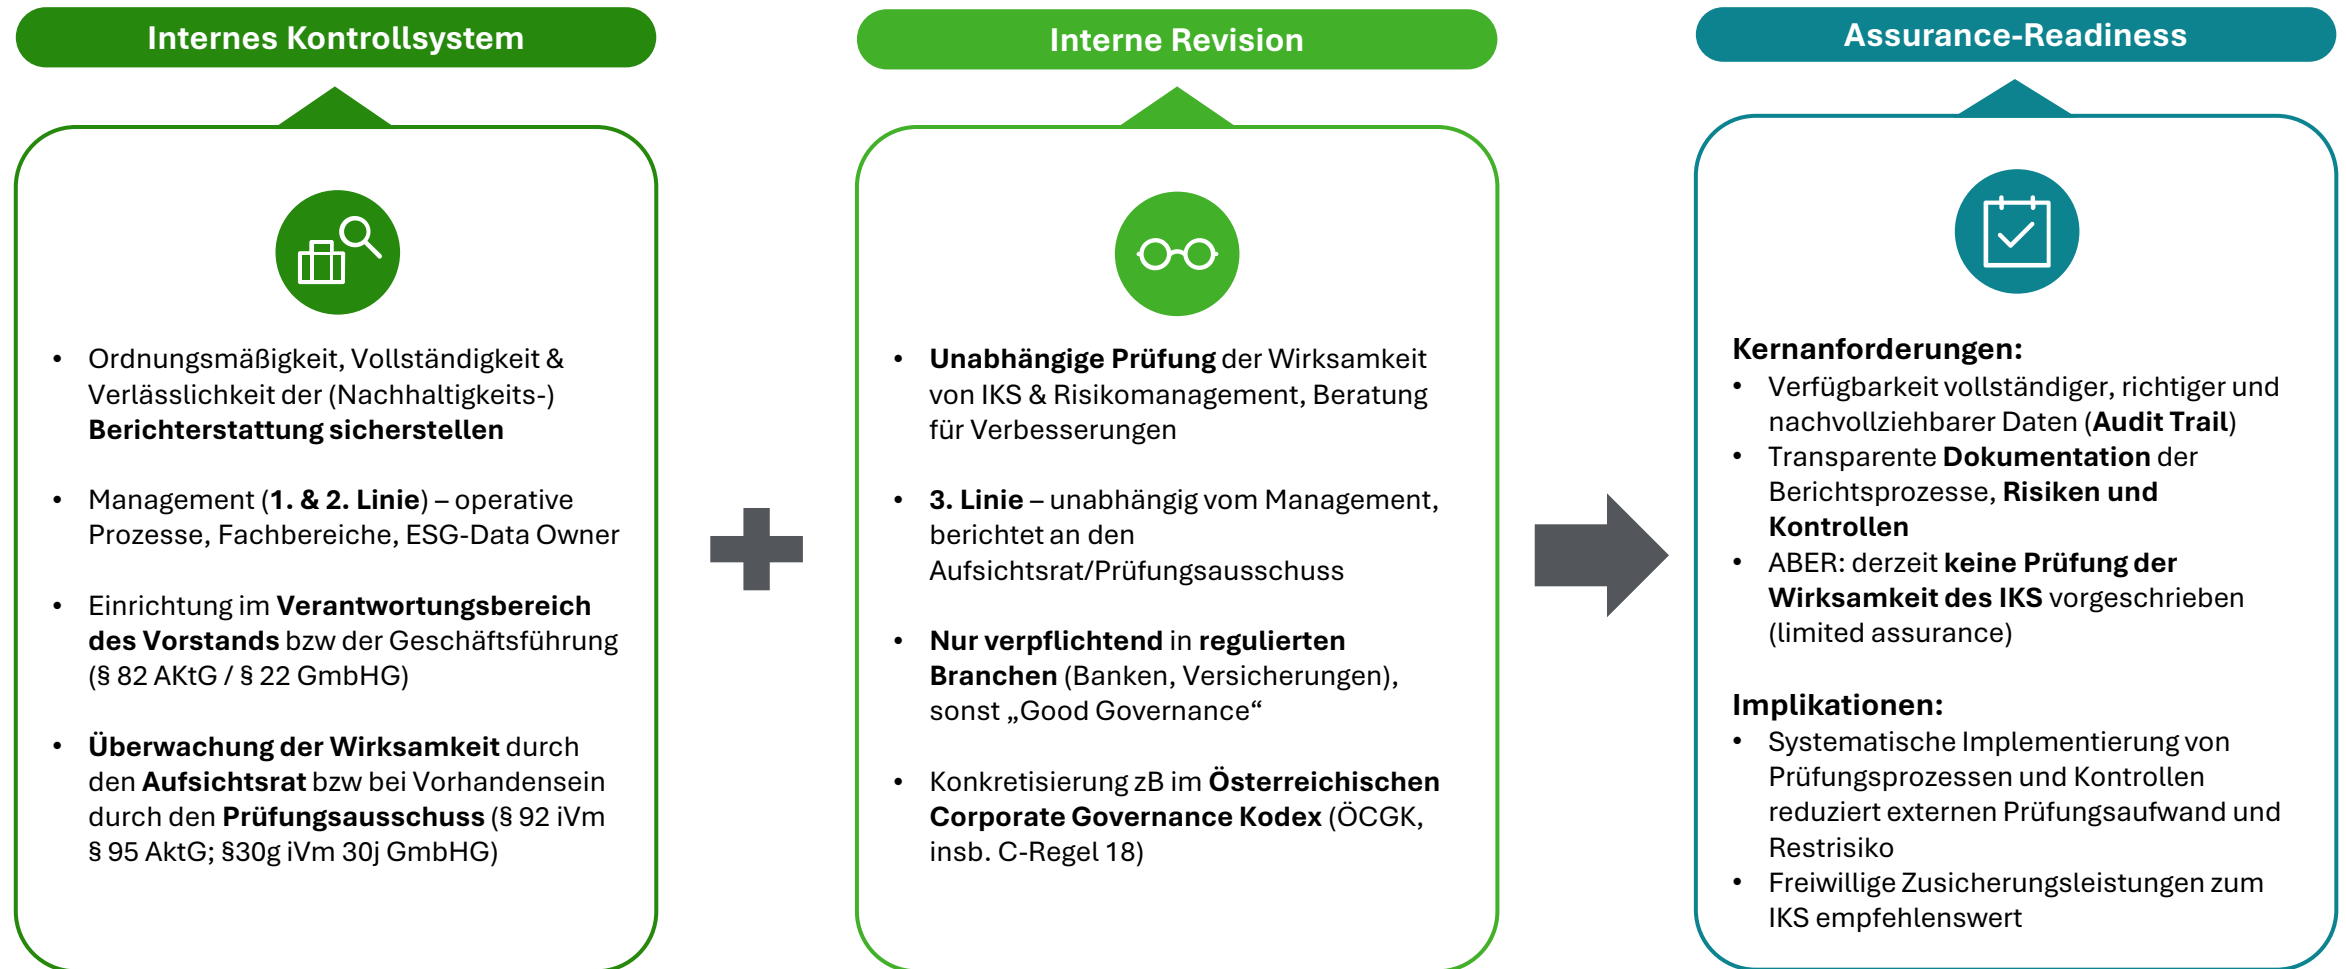 Internes Kontrollsystem
• Ordnungsmäßigkeit, Vollständigkeit &
Verlässlichkeit der (Nachhaltigkeits-)
Berichterstattung sicherstellen
• Management (1. & 2. Linie) – operative
Prozesse, Fachbereiche, ESG-Data Owner
• Einrichtung im Verantwortungsbereich
des Vorstands bzw der Geschäftsführung
(§ 82 AKtG / § 22 GmbHG)
• Überwachung der Wirksamkeit durch
den Aufsichtsrat bzw bei Vorhandensein
durch den Prüfungsausschuss (§ 92 iVm
§ 95 AktG; §30g iVm 30j GmbHG)
Interne Revision
• Unabhängige Prüfung der Wirksamkeit
von IKS & Risikomanagement, Beratung
für Verbesserungen
• 3. Linie – unabhängig vom Management,
berichtet an den
Aufsichtsrat/Prüfungsausschuss
• Nur verpflichtend in regulierten
Branchen (Banken, Versicherungen),
sonst „Good Governance“
• Konkretisierung zB im Österreichischen
Corporate Governance Kodex (ÖCGK,
insb. C-Regel 18)
Assurance-Readiness
Kernanforderungen:
• Verfügbarkeit vollständiger, richtiger und
nachvollziehbarer Daten (Audit Trail)
• Transparente Dokumentation der
Berichtsprozesse, Risiken und
Kontrollen
• ABER: derzeit keine Prüfung der
Wirksamkeit des IKS vorgeschrieben
(limited assurance)
Implikationen:
• Systematische Implementierung von
Prüfungsprozessen und Kontrollen
reduziert externen Prüfungsaufwand und
Restrisiko
• Freiwillige Zusicherungsleistungen zum
IKS empfehlenswert